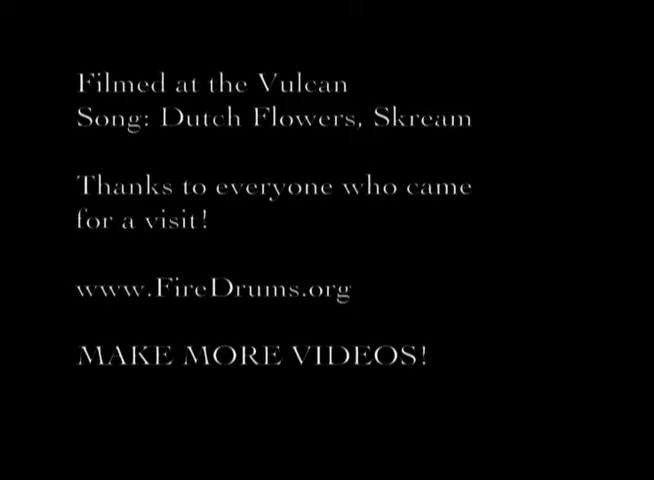 Filmed at the Vulcan
Song: Dutch Flowers, Skream
Thanks to everyone who came
for a visit!
www.FireDrums.org
MAKE MORE VIDEOS!